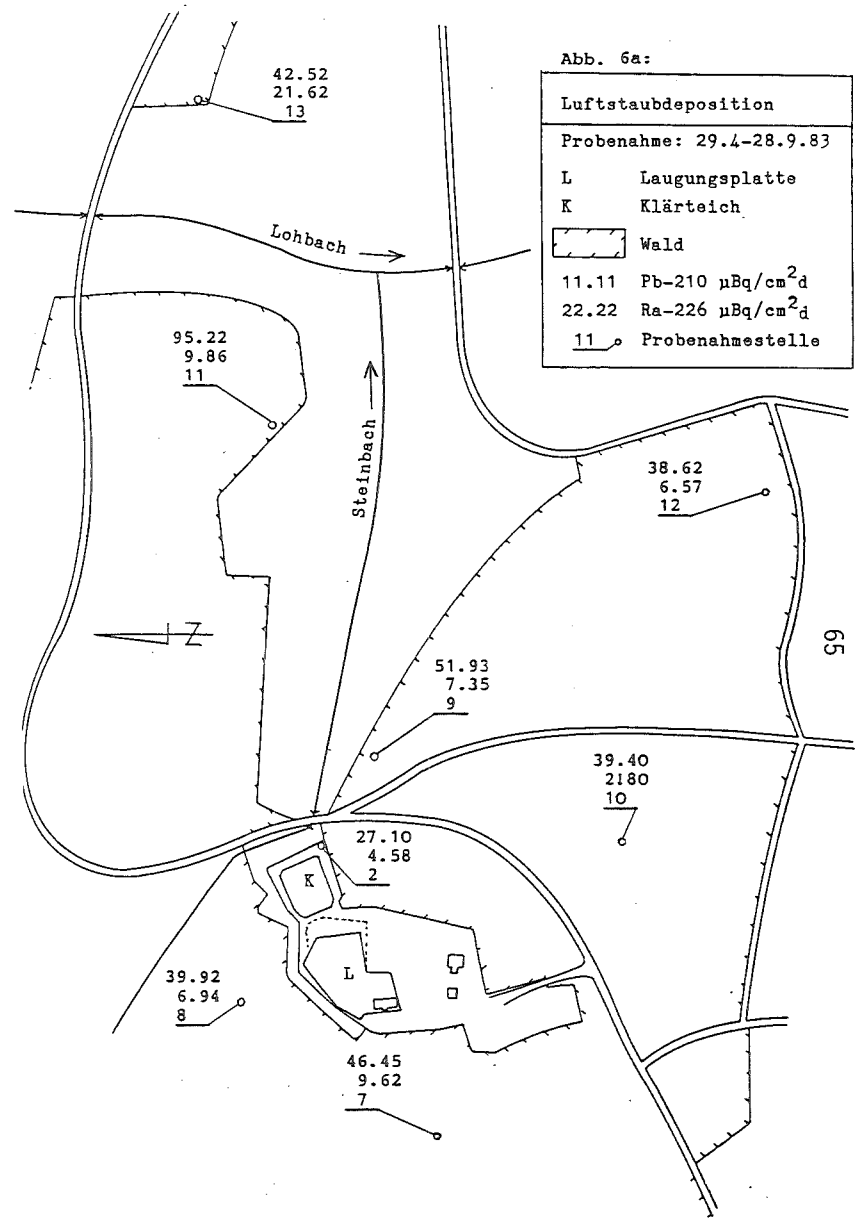 Abb. 6a:
Luftstaubdeposition
Probenahme: 29.4-28.9.83
L Laugungsplatte
K Klärteich
Wald
11.11 Pb-210 µBq/cm²d
22.22 Ra-226 µBq/cm²d
11 Probenahmestelle
42.52
21.62
13
Lohbach
95.22
9.86
11
Steinbach
38.62
6.57
12
N
65
51.93
7.35
9
39.40
2180
10
27.10
4.58
2
K
L
39.92
6.94
8
46.45
9.62
7